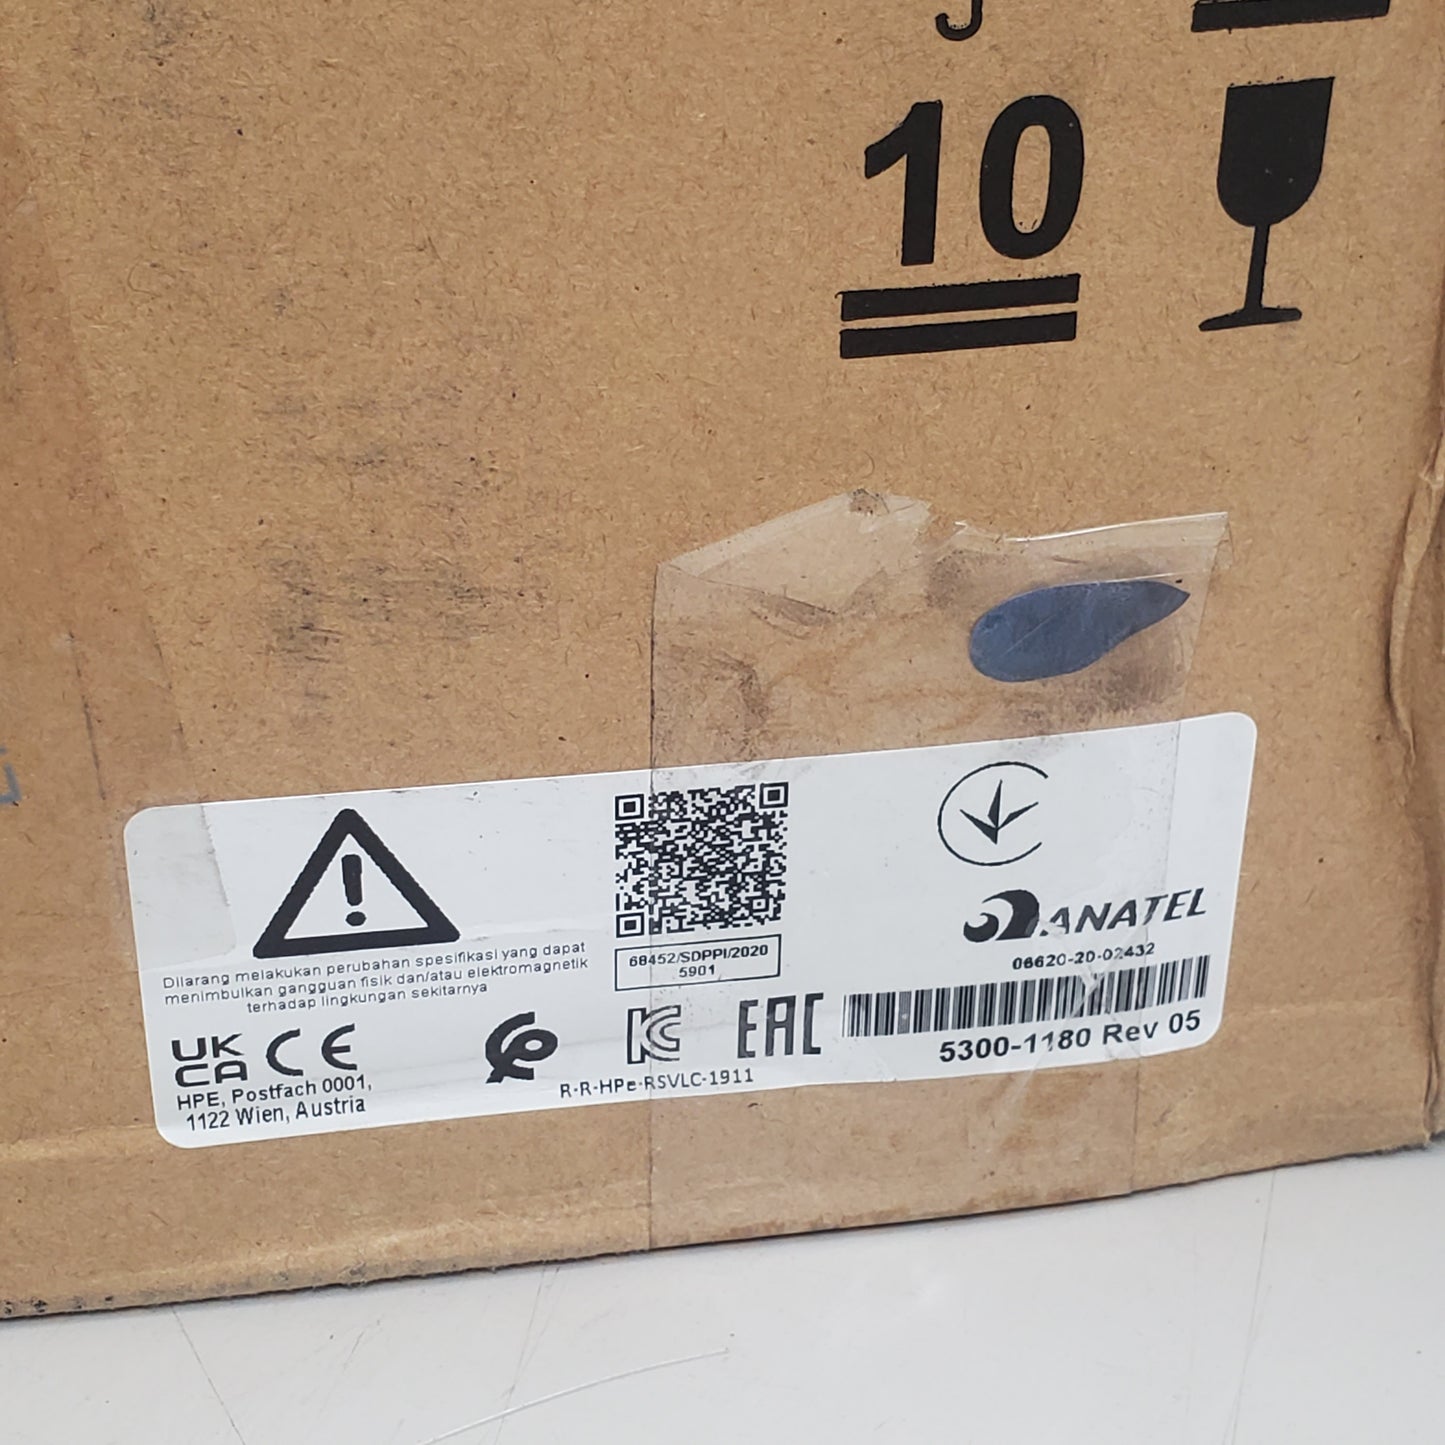 10
Dilarang melakukan perubahan spesifikasi yang dapat
menimbulkan gangguan fisik dan/atau elektromagnetik
terhadap lingkungan sekitarnya
68452/SDPPI/2020
5901
ANATEL
06620-20-02432
5300-1180 Rev 05
UK
CA
CE
EAC
R-R-HPe-RSVLC-1911
HPE, Postfach 0001,
1122 Wien, Austria